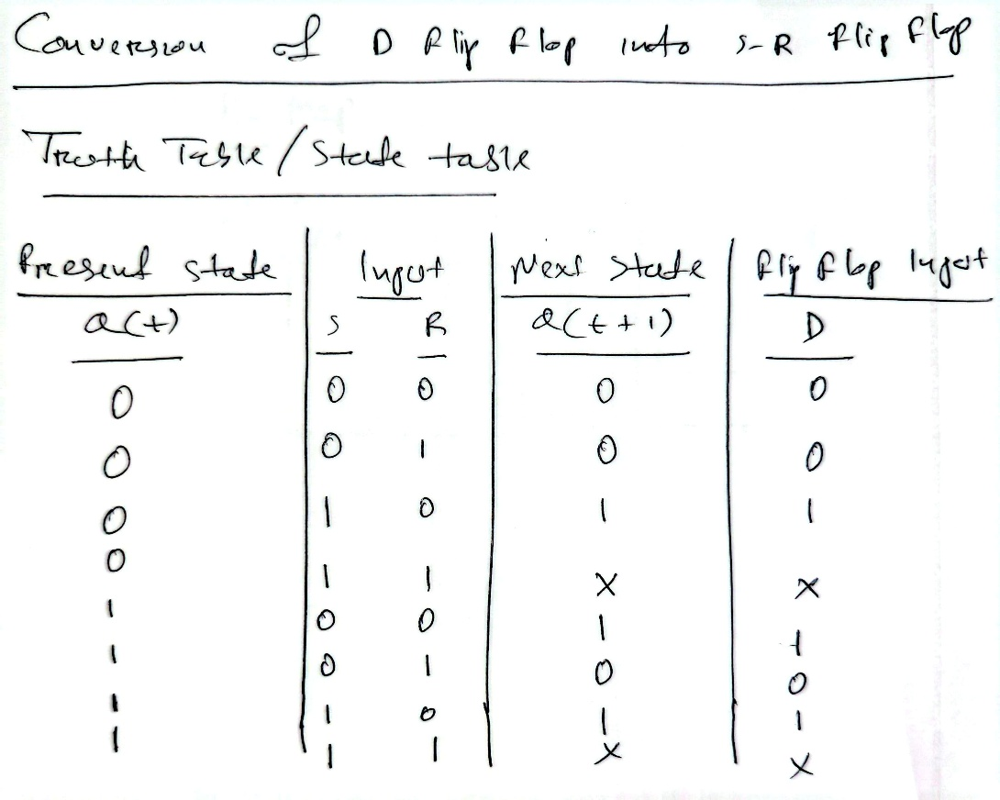 Conversion of D flip flop into S-R flip flop
Truth Table / State table
Present state Input Next state flip flop Input
Q(t) S R Q(t+1) D
0 0 0 0 0
0 0 1 0 0
0 1 0 1 1
0 1 1 X X
1 0 0 1 1
1 0 1 0 0
1 1 0 1 1
1 1 1 X X